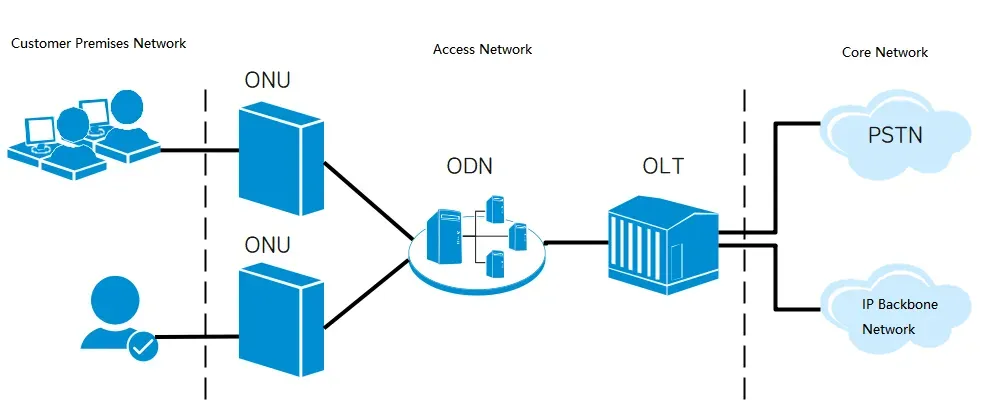 Customer Premises Network
Access Network
Core Network
ONU
ODN
OLT
PSTN
ONU
IP Backbone
Network